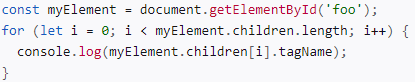 const myElement = document.getElementById('foo');
for (let i = 0; i < myElement.children.length; i++) {
  console.log(myElement.children[i].tagName);
}